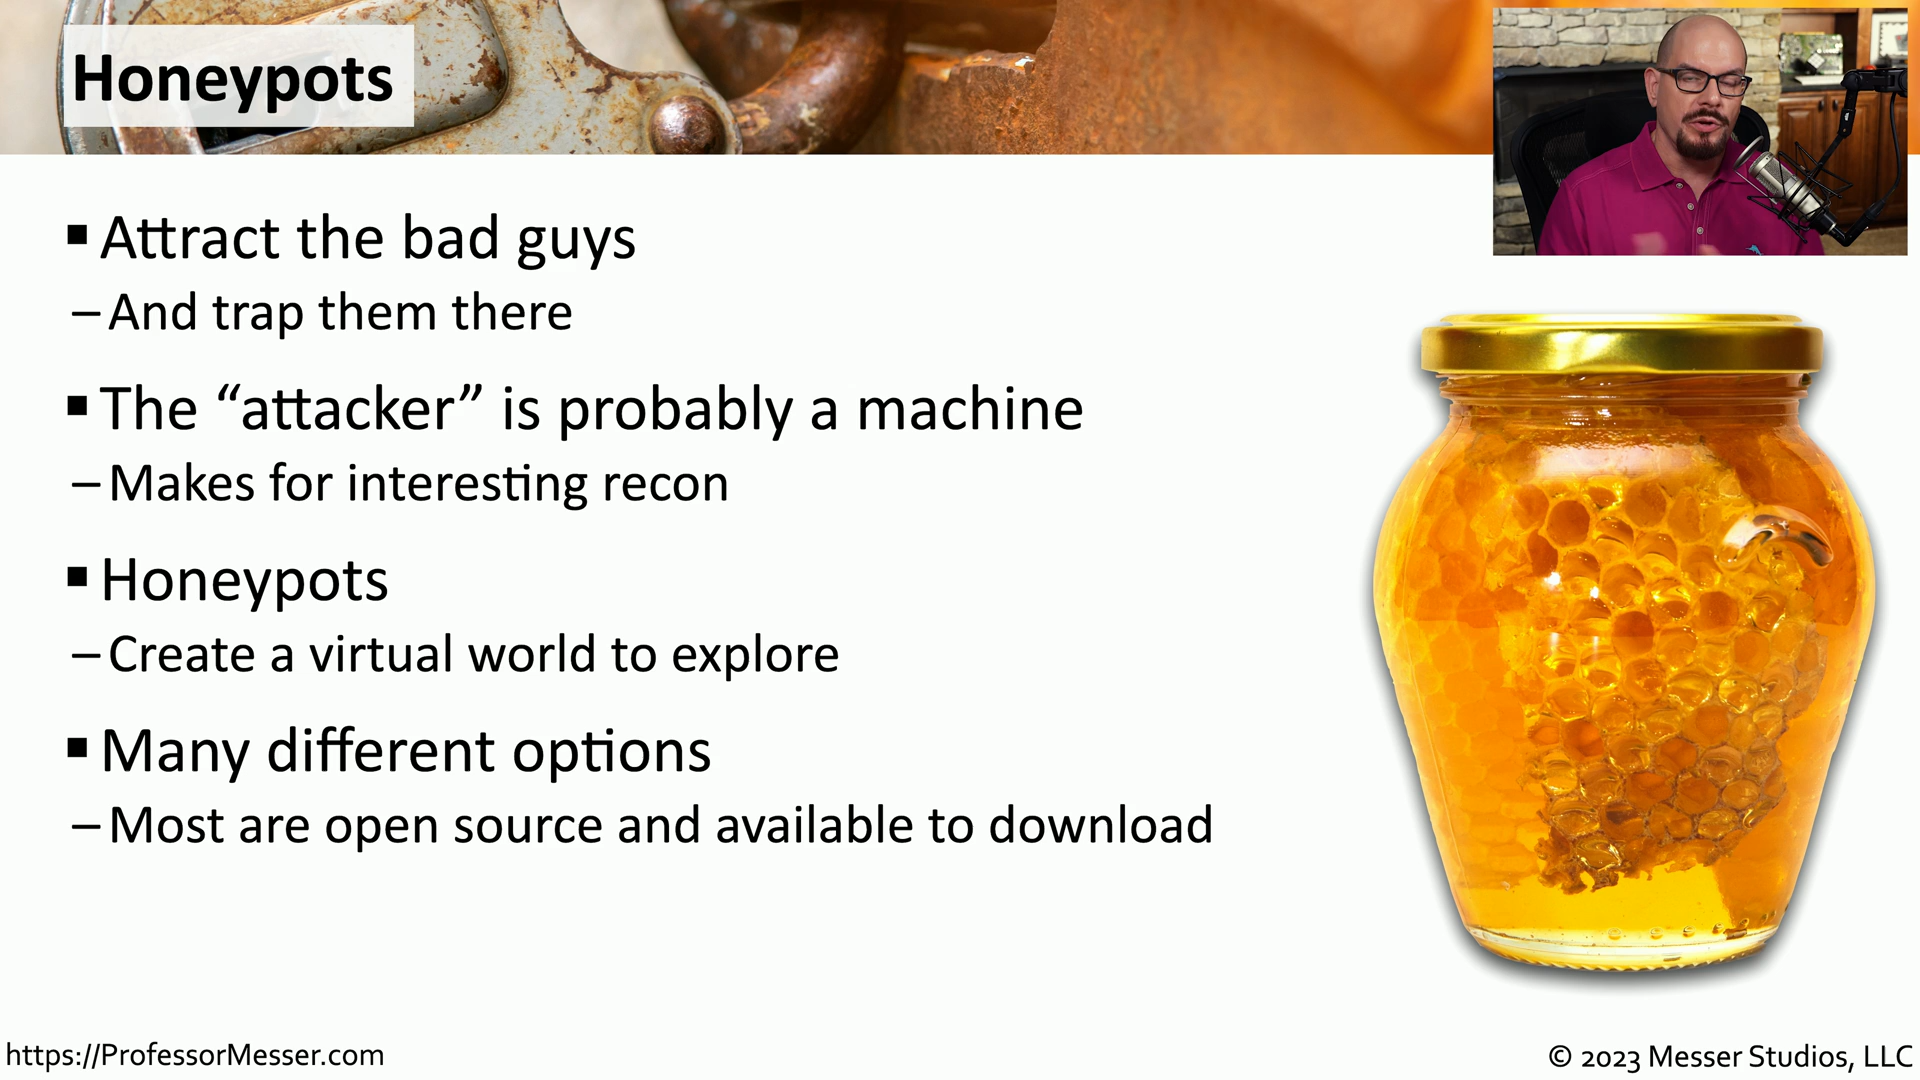 Honeypots
▪ Attract the bad guys
– And trap them there
▪ The “attacker” is probably a machine
– Makes for interesting recon
▪ Honeypots
– Create a virtual world to explore
▪ Many different options
– Most are open source and available to download
https://ProfessorMesser.com
© 2023 Messer Studios, LLC